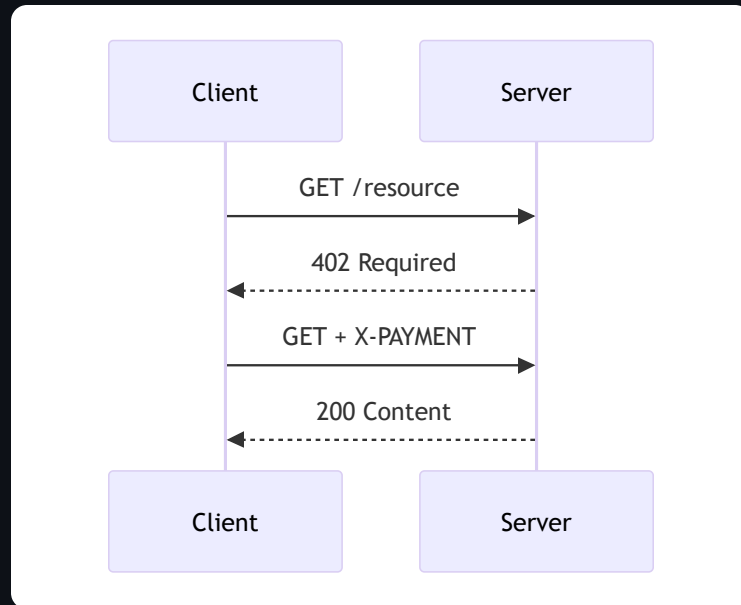 Client
Server
GET /resource
402 Required
GET + X-PAYMENT
200 Content
Client
Server